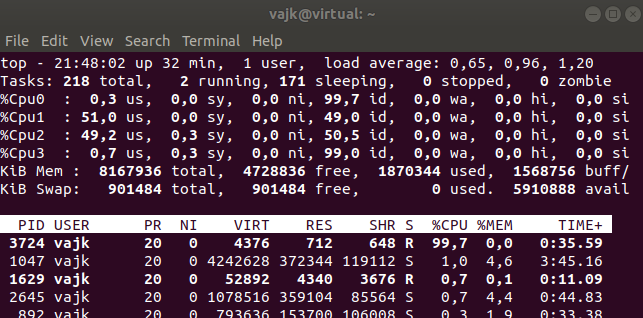 vajk@virtual: ~
File Edit View Search Terminal Help
top - 21:48:02 up 32 min, 1 user, load average: 0,65, 0,96, 1,20
Tasks: 218 total, 2 running, 171 sleeping, 0 stopped, 0 zombie
%Cpu0 : 0,3 us, 0,0 sy, 0,0 ni, 99,7 id, 0,0 wa, 0,0 hi, 0,0 si
%Cpu1 : 51,0 us, 0,0 sy, 0,0 ni, 49,0 id, 0,0 wa, 0,0 hi, 0,0 si
%Cpu2 : 49,2 us, 0,3 sy, 0,0 ni, 50,5 id, 0,0 wa, 0,0 hi, 0,0 si
%Cpu3 : 0,7 us, 0,3 sy, 0,0 ni, 99,0 id, 0,0 wa, 0,0 hi, 0,0 si
KiB Mem : 8167936 total, 4728836 free, 1870344 used, 1568756 buff/
KiB Swap: 901484 total, 901484 free, 0 used. 5910888 avail
PID USER PR NI VIRT RES SHR S %CPU %MEM TIME+
3724 vajk 20 0 4376 712 648 R 99,7 0,0 0:35.59
1047 vajk 20 0 4242628 372344 119112 S 1,0 4,6 3:45.16
1629 vajk 20 0 52892 4340 3676 R 0,7 0,1 0:11.09
2645 vajk 20 0 1078516 359104 85564 S 0,7 4,4 0:44.83
892 vajk 20 0 793636 153700 106008 S 0,3 1,9 0:33.38